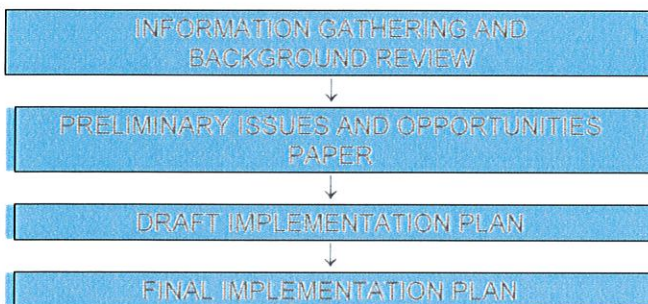 INFORMATION GATHERING AND
BACKGROUND REVIEW
PRELIMINARY ISSUES AND OPPORTUNITIES
PAPER
DRAFT IMPLEMENTATION PLAN
FINAL IMPLEMENTATION PLAN